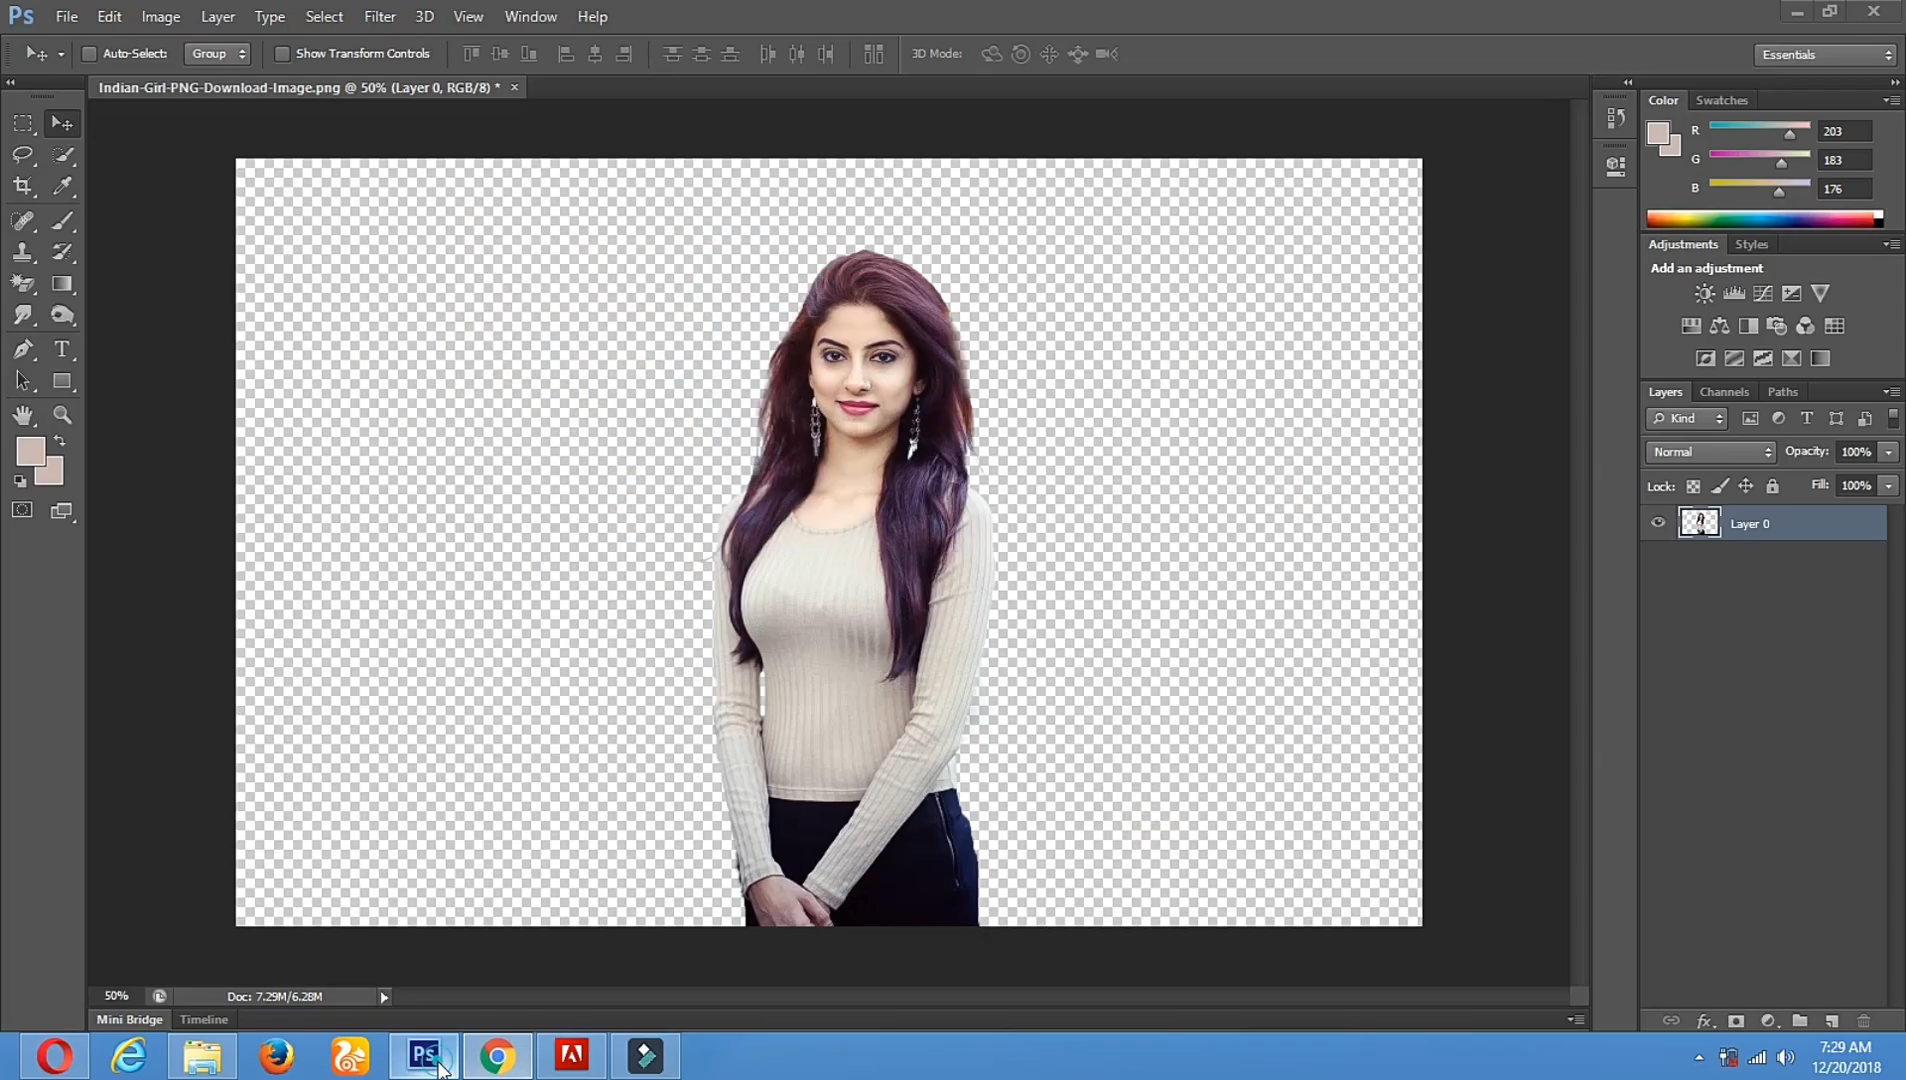 Ps File Edit Image Layer Type Select Filter 3D View Window Help
Auto-Select: Group Show Transform Controls 3D Mode: Essentials
Indian-Girl-PNG-Download-Image.png @ 50% (Layer 0, RGB/8) *
Color Swatches
R 203
G 183
B 176
Adjustments Styles
Add an adjustment
Layers Channels Paths
Kind
Normal Opacity: 100%
Lock: Fill: 100%
Layer 0
50% Doc: 7.29M/6.28M
Mini Bridge Timeline
fx
Ps
7:29 AM
12/20/2018